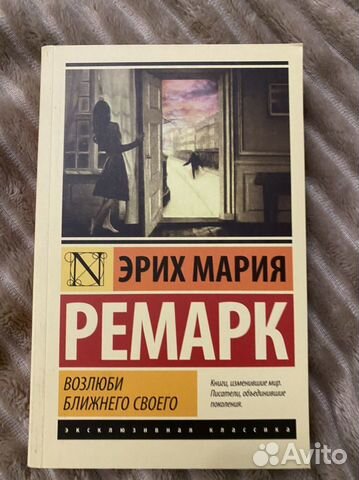 N
ЭРИХ МАРИЯ
РЕМАРК
ВОЗЛЮБИ
БЛИЖНЕГО СВОЕГО
Книги, изменившие мир.
Писатели, объединившие
поколения.
эксклюзивная классика
Avito